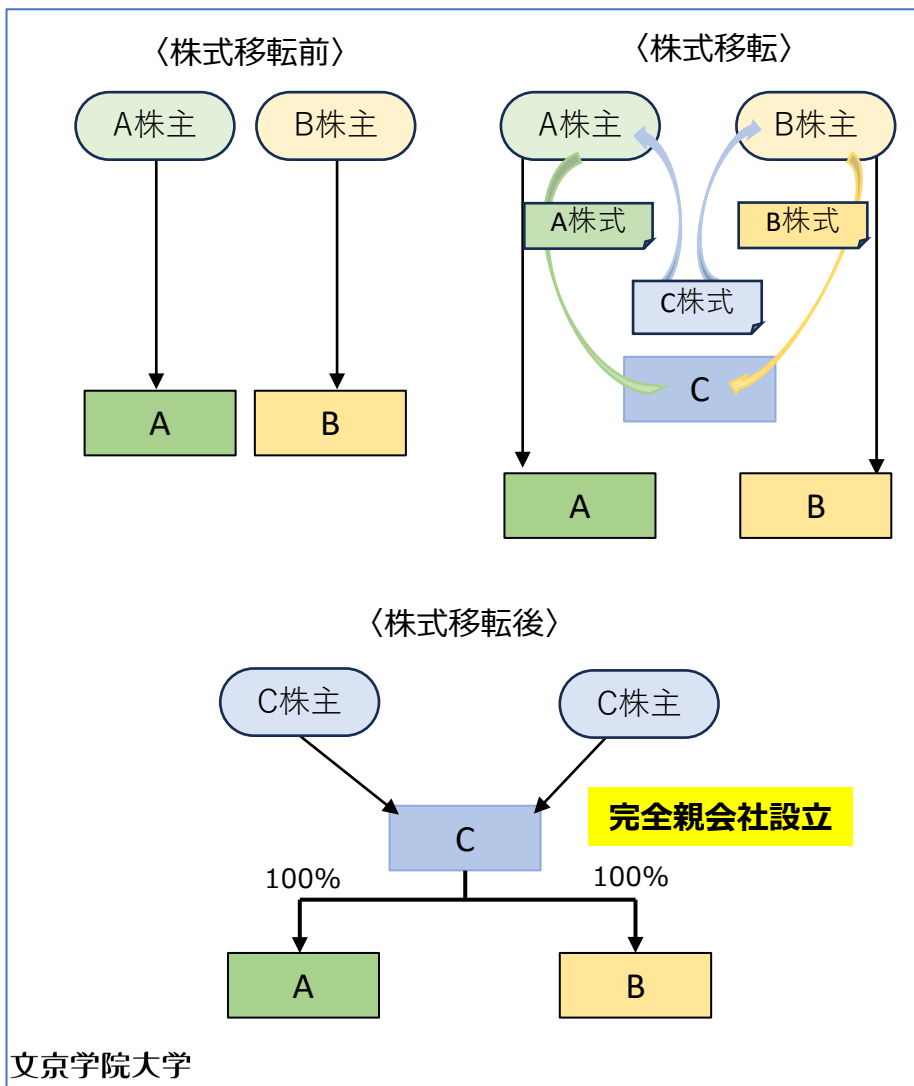 〈株式移転前〉
〈株式移転〉
A株主
B株主
A株主
B株主
A株式
B株式
C株式
C
A
B
A
B
〈株式移転後〉
C株主
C株主
完全親会社設立
C
100%
100%
A
B
文京学院大学